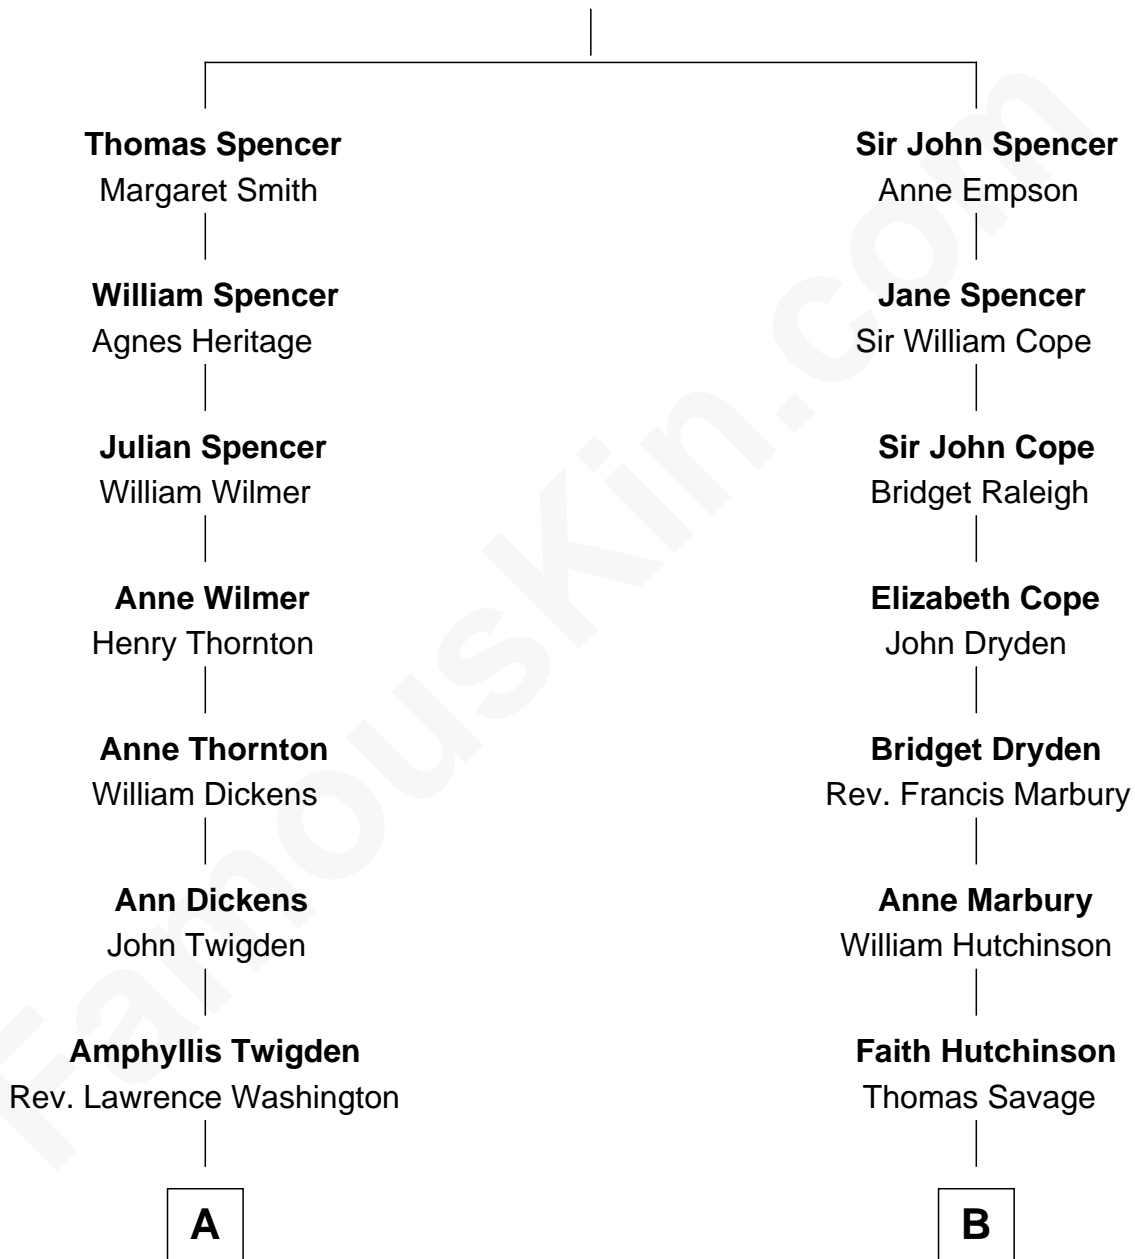 Thomas Spencer
Margaret Smith
William Spencer
Agnes Heritage
Julian Spencer
William Wilmer
Anne Wilmer
Henry Thornton
Anne Thornton
William Dickens
Ann Dickens
John Twigden
Amphyllis Twigden
Rev. Lawrence Washington
A
Sir John Spencer
Anne Empson
Jane Spencer
Sir William Cope
Sir John Cope
Bridget Raleigh
Elizabeth Cope
John Dryden
Bridget Dryden
Rev. Francis Marbury
Anne Marbury
William Hutchinson
Faith Hutchinson
Thomas Savage
B
FamousKin.com